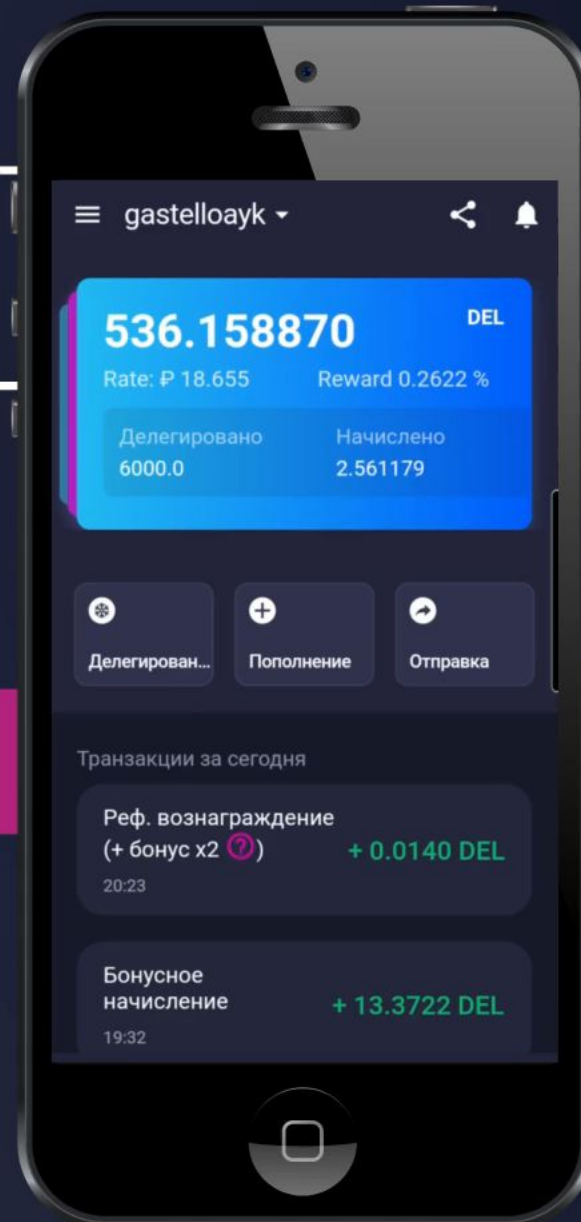 gastelloayk
536.158870 DEL
Rate: ₽ 18.655 Reward 0.2622 %
Делегировано Начислено
6000.0 2.561179
Делегирован... Пополнение Отправка
Транзакции за сегодня
Реф. вознаграждение
(+ бонус x2 ?) + 0.0140 DEL
20:23
Бонусное
начисление + 13.3722 DEL
19:32